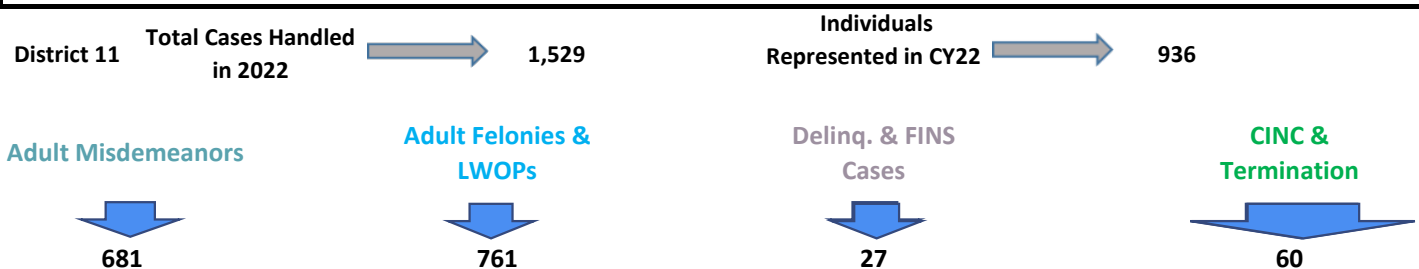 District 11
Total Cases Handled
in 2022
1,529
Individuals
Represented in CY22
936
Adult Misdemeanors
Adult Felonies &
LWOPs
Delinq. & FINS
Cases
CINC &
Termination
681
761
27
60